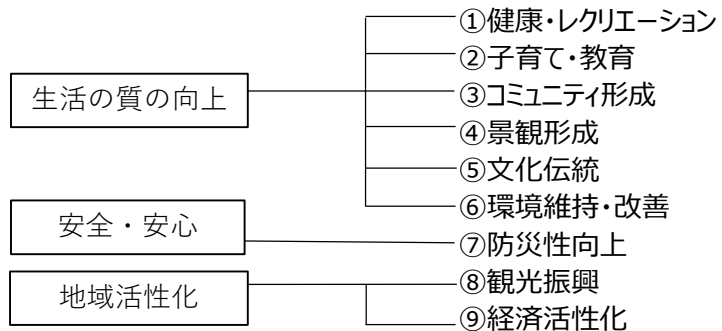 生活の質の向上
①健康・レクリエーション
②子育て・教育
③コミュニティ形成
④景観形成
⑤文化伝統
⑥環境維持・改善
安全・安心
⑦防災性向上
地域活性化
⑧観光振興
⑨経済活性化